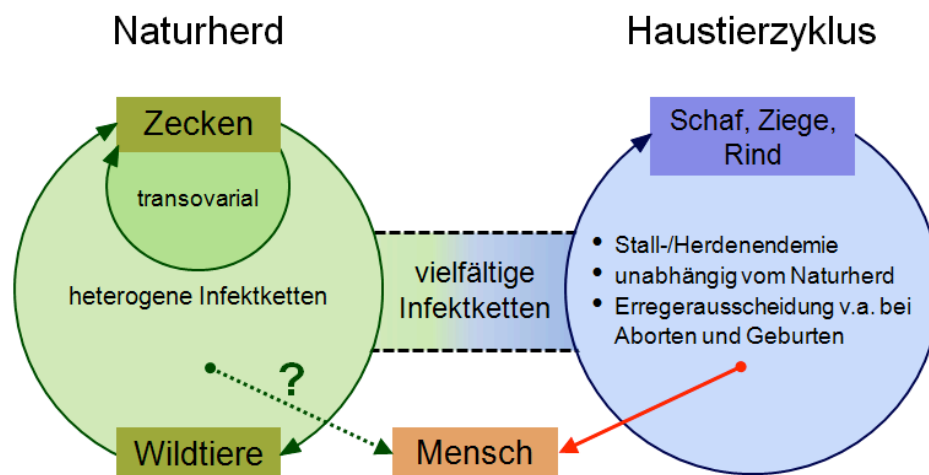 Naturherd
Haustierzyklus
Zecken
transovarial
heterogene Infektketten
Wildtiere
vielfältige
Infektketten
?
Mensch
Schaf, Ziege,
Rind
• Stall-/Herdenendemie
• unabhängig vom Naturherd
• Erregerausscheidung v.a. bei
Aborten und Geburten